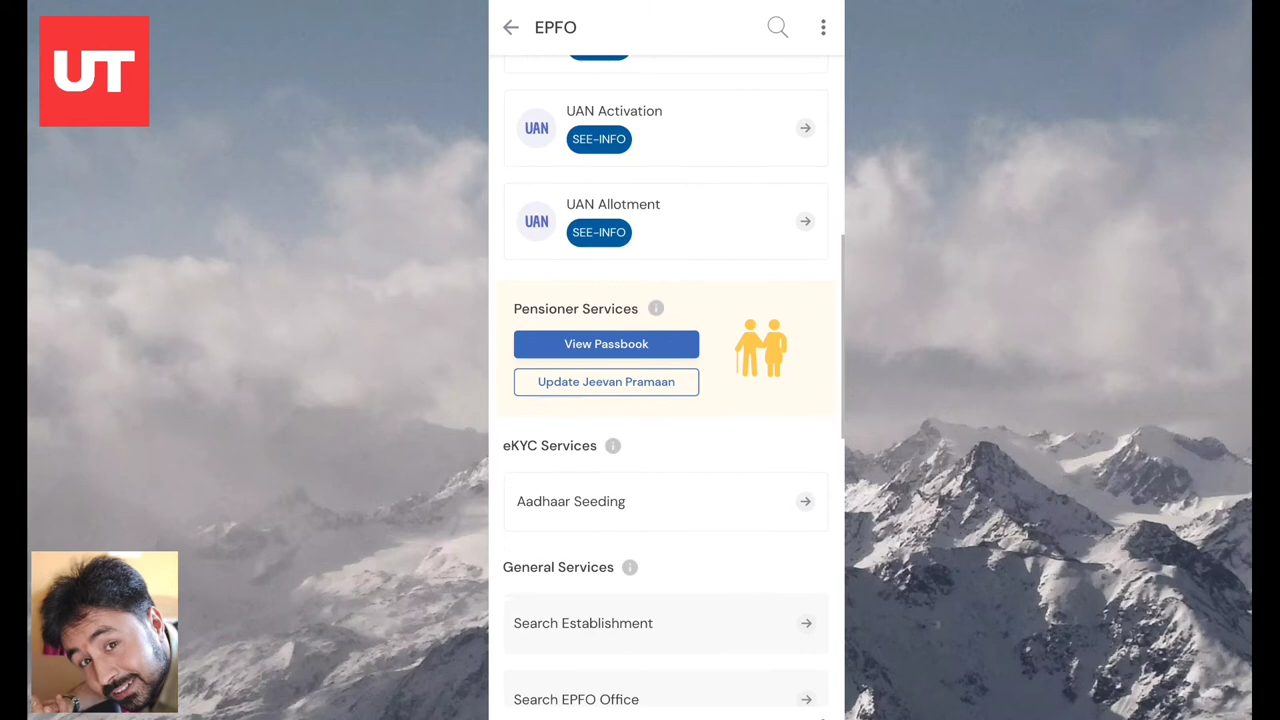 UT
EPFO
UAN Activation
UAN
SEE-INFO
UAN Allotment
UAN
SEE-INFO
Pensioner Services
View Passbook
Update Jeevan Pramaan
eKYC Services
Aadhaar Seeding
General Services
Search Establishment
Search EPFO Office